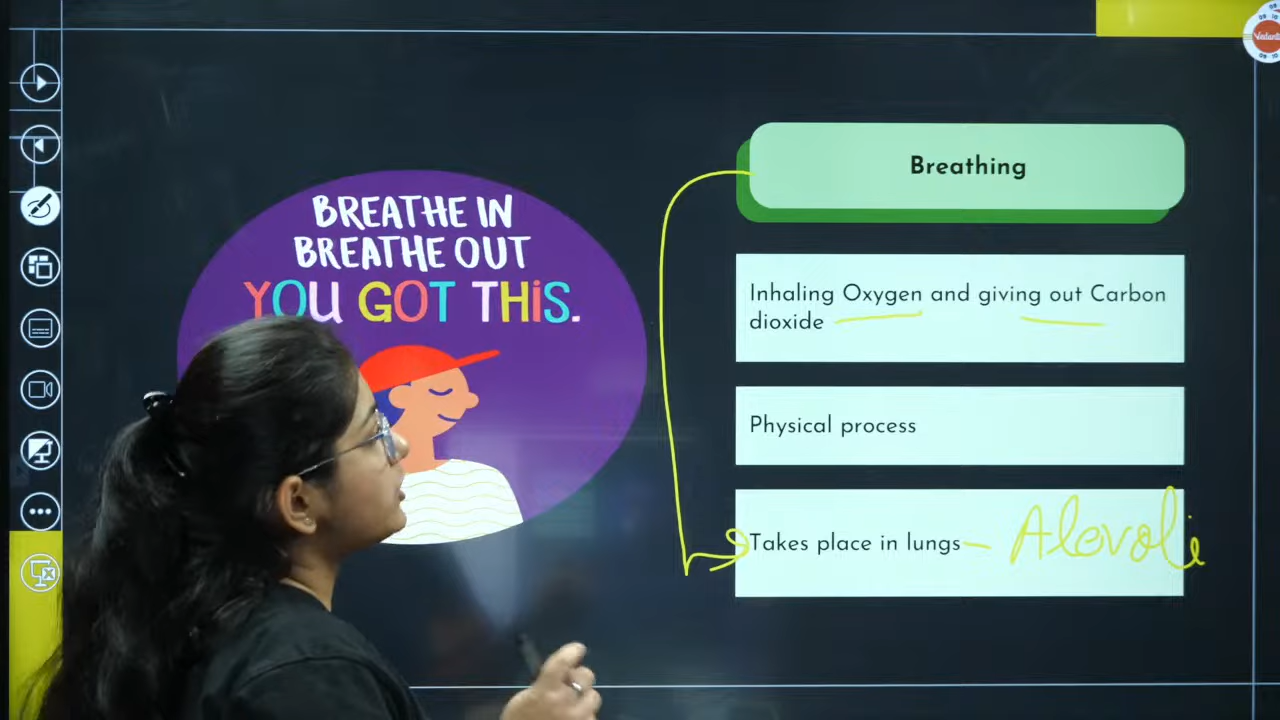 BREATHE IN
BREATHE OUT
YOU GOT THIS.
Breathing
Inhaling Oxygen and giving out Carbon
dioxide
Physical process
Takes place in lungs – Alevoli